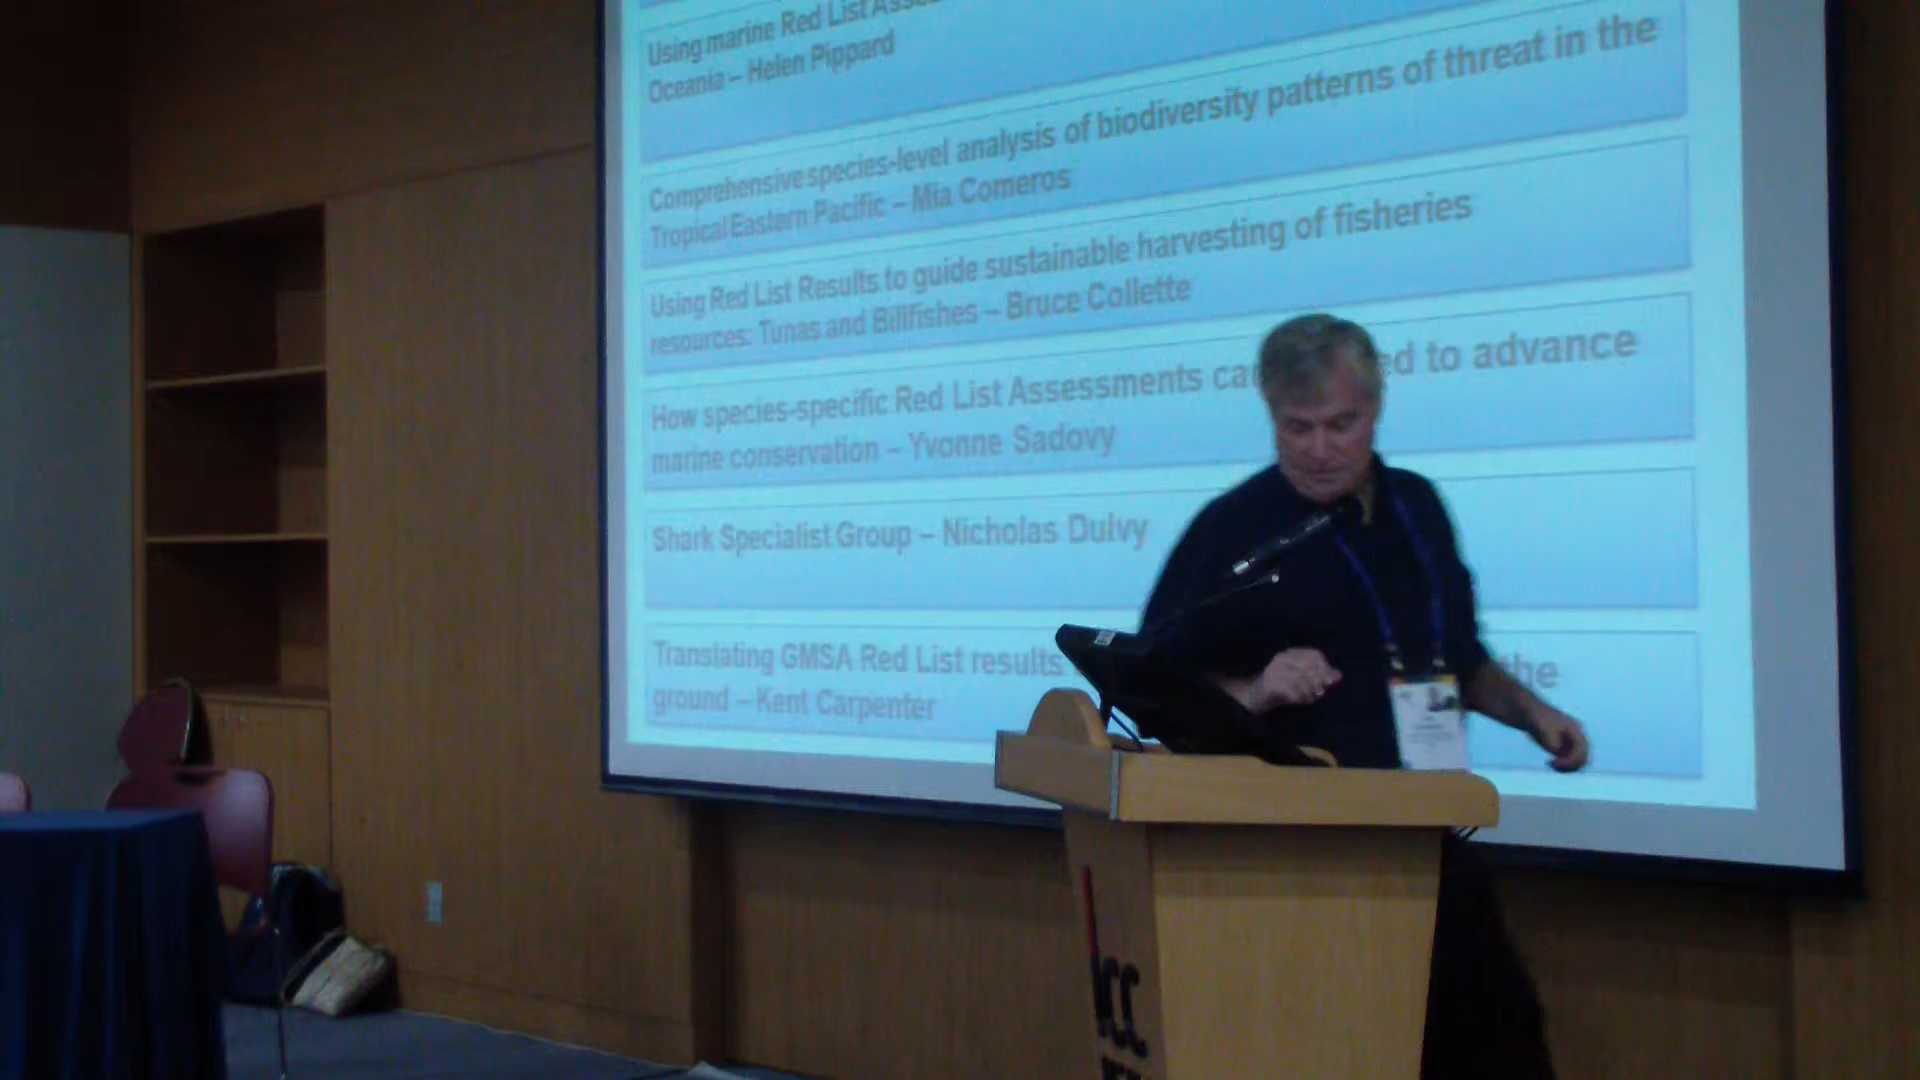 Using marine Red List Asse
Oceania – Helen Pippard
Comprehensive species-level analysis of biodiversity patterns of threat in the
Tropical Eastern Pacific – Mia Comeros
Using Red List Results to guide sustainable harvesting of fisheries
resources: Tunas and Billfishes – Bruce Collette
How species-specific Red List Assessments ca ed to advance
marine conservation – Yvonne Sadovy
Shark Specialist Group – Nicholas Dulvy
Translating GMSA Red List results the
ground – Kent Carpenter
ICC